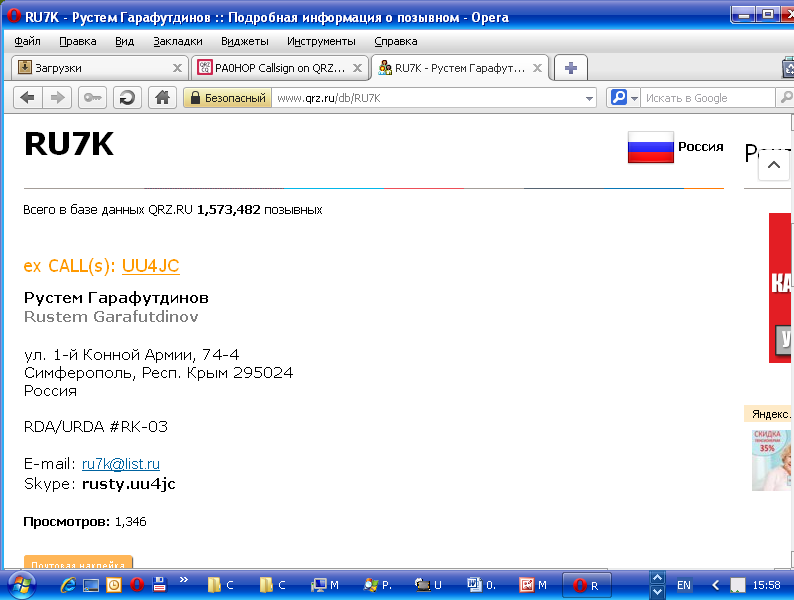 RU7K - Рустем Гарафутдинов :: Подробная информация о позывном - Opera
Файл Правка Вид Закладки Виджеты Инструменты Справка
Загрузки
PA0HOP Callsign on QRZ...
RU7K - Рустем Гарафут...
Безопасный www.qrz.ru/db/RU7K
Искать в Google
RU7K
Россия
Всего в базе данных QRZ.RU 1,573,482 позывных
ex CALL(s): UU4JC
Рустем Гарафутдинов
Rustem Garafutdinov
ул. 1-й Конной Армии, 74-4
Симферополь, Респ. Крым 295024
Россия
RDA/URDA #RK-03
E-mail: ru7k@list.ru
Skype: rusty.uu4jc
Просмотров: 1,346
Почтовая наклейка
КА
У
Яндекс.
СКИДКА
ПЕНСИОНЕРАМ
35%
C
C
M
P.
U
O.
M
R
EN
15:58